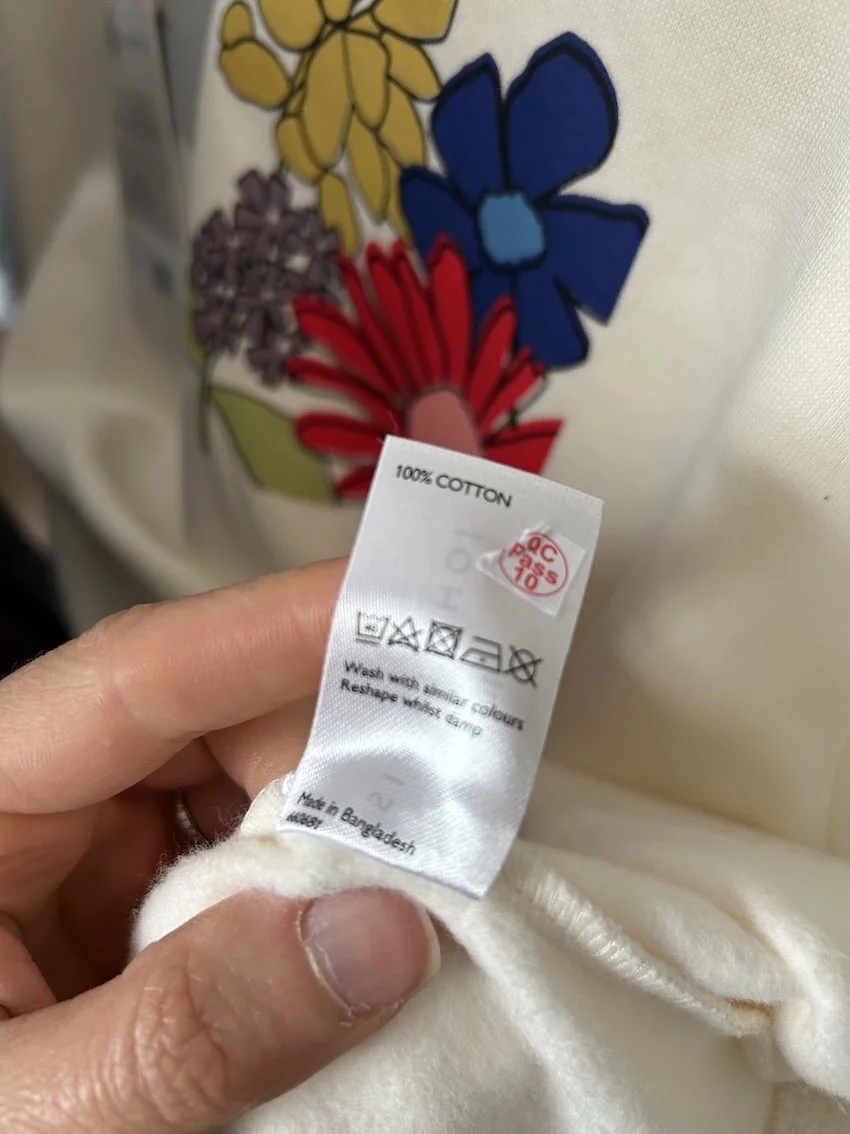 100% COTTON
QC
Pass
10
Wash with similar colours
Reshape whilst damp
Made in Bangladesh